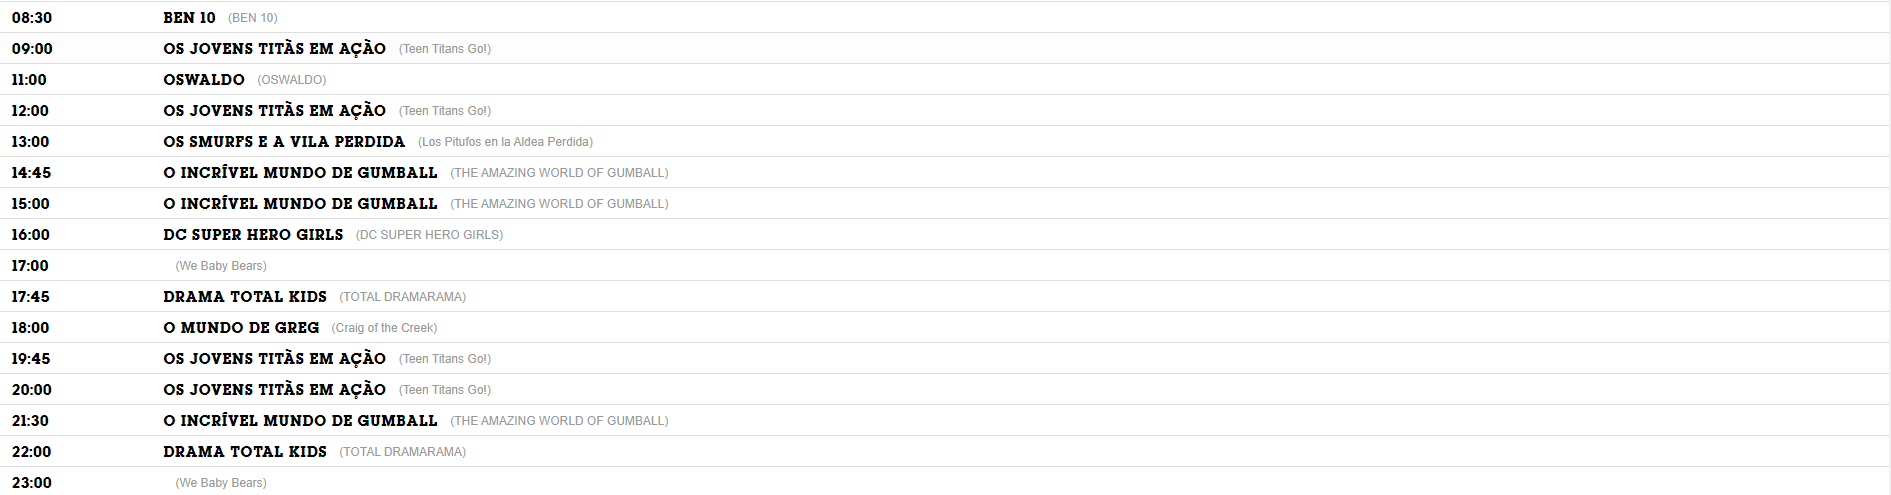 08:30 BEN 10 (BEN 10)
09:00 OS JOVENS TITÃS EM AÇÃO (Teen Titans Go!)
11:00 OSWALDO (OSWALDO)
12:00 OS JOVENS TITÃS EM AÇÃO (Teen Titans Go!)
13:00 OS SMURFS E A VILA PERDIDA (Los Pitufos en la Aldea Perdida)
14:45 O INCRÍVEL MUNDO DE GUMBALL (THE AMAZING WORLD OF GUMBALL)
15:00 O INCRÍVEL MUNDO DE GUMBALL (THE AMAZING WORLD OF GUMBALL)
16:00 DC SUPER HERO GIRLS (DC SUPER HERO GIRLS)
17:00 (We Baby Bears)
17:45 DRAMA TOTAL KIDS (TOTAL DRAMARAMA)
18:00 O MUNDO DE GREG (Craig of the Creek)
19:45 OS JOVENS TITÃS EM AÇÃO (Teen Titans Go!)
20:00 OS JOVENS TITÃS EM AÇÃO (Teen Titans Go!)
21:30 O INCRÍVEL MUNDO DE GUMBALL (THE AMAZING WORLD OF GUMBALL)
22:00 DRAMA TOTAL KIDS (TOTAL DRAMARAMA)
23:00 (We Baby Bears)